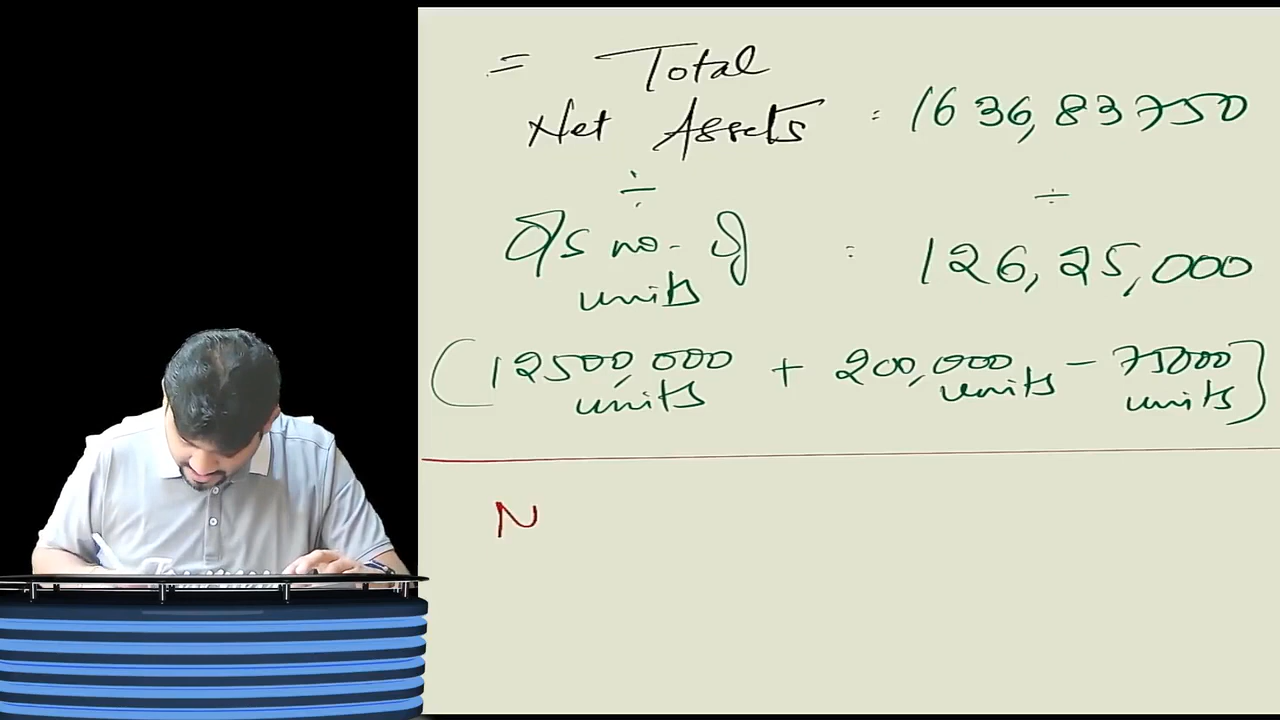 = Total
Net Assets : 1636,83750
÷ ÷
O/s no. of : 126,25,000
units
(12500,000 + 200,000 - 75000)
units units units
N